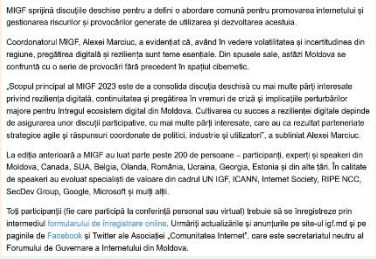 MIGF sprijină discuțiile deschise pentru a defini o abordare comună pentru promovarea internetului și
gestionarea riscurilor și provocărilor generate de utilizarea și dezvoltarea acestuia.
Coordonatorul MIGF, Alexei Marciuc, a evidențiat că, având în vedere volatilitatea și incertitudinea din
regiune, pregătirea digitală și reziliența sunt teme esențiale. Din spusele sale, astăzi Moldova se
confruntă cu o serie de provocări fără precedent în spațiul cibernetic.
„Scopul principal al MIGF 2023 este de a consolida discuția deschisă cu mai multe părți interesate
privind reziliența digitală, continuitatea și pregătirea în vremuri de criză și implicațiile perturbărilor
majore pentru întregul ecosistem digital din Moldova. Cultivarea cu succes a rezilienței digitale depinde
de asigurarea unor discuții participative, cu mai multe părți interesate, care au ca rezultat parteneriate
strategice agile și răspunsuri coordonate de politici, industrie și utilizatori”, a subliniat Alexei Marciuc.
La ediția anterioară a MIGF au luat parte peste 200 de persoane – participanți, experți și speakeri din
Moldova, Canada, SUA, Belgia, Olanda, România, Ucraina, Georgia, Estonia și din alte țări. În calitate
de speakeri au evoluat specialiști de valoare din cadrul UN IGF, ICANN, Internet Society, RIPE NCC,
SecDev Group, Google, Microsoft și mulți alții.
Toți participanții (fie care participă la conferință personal sau virtual) trebuie să se înregistreze prin
intermediul formularului de înregistrare online. Urmăriți actualizările și anunțurile pe site-ul igf.md și pe
paginile de Facebook și Twitter ale Asociației „Comunitatea Internet”, care este secretariatul neutru al
Forumului de Guvernare a Internetului din Moldova.